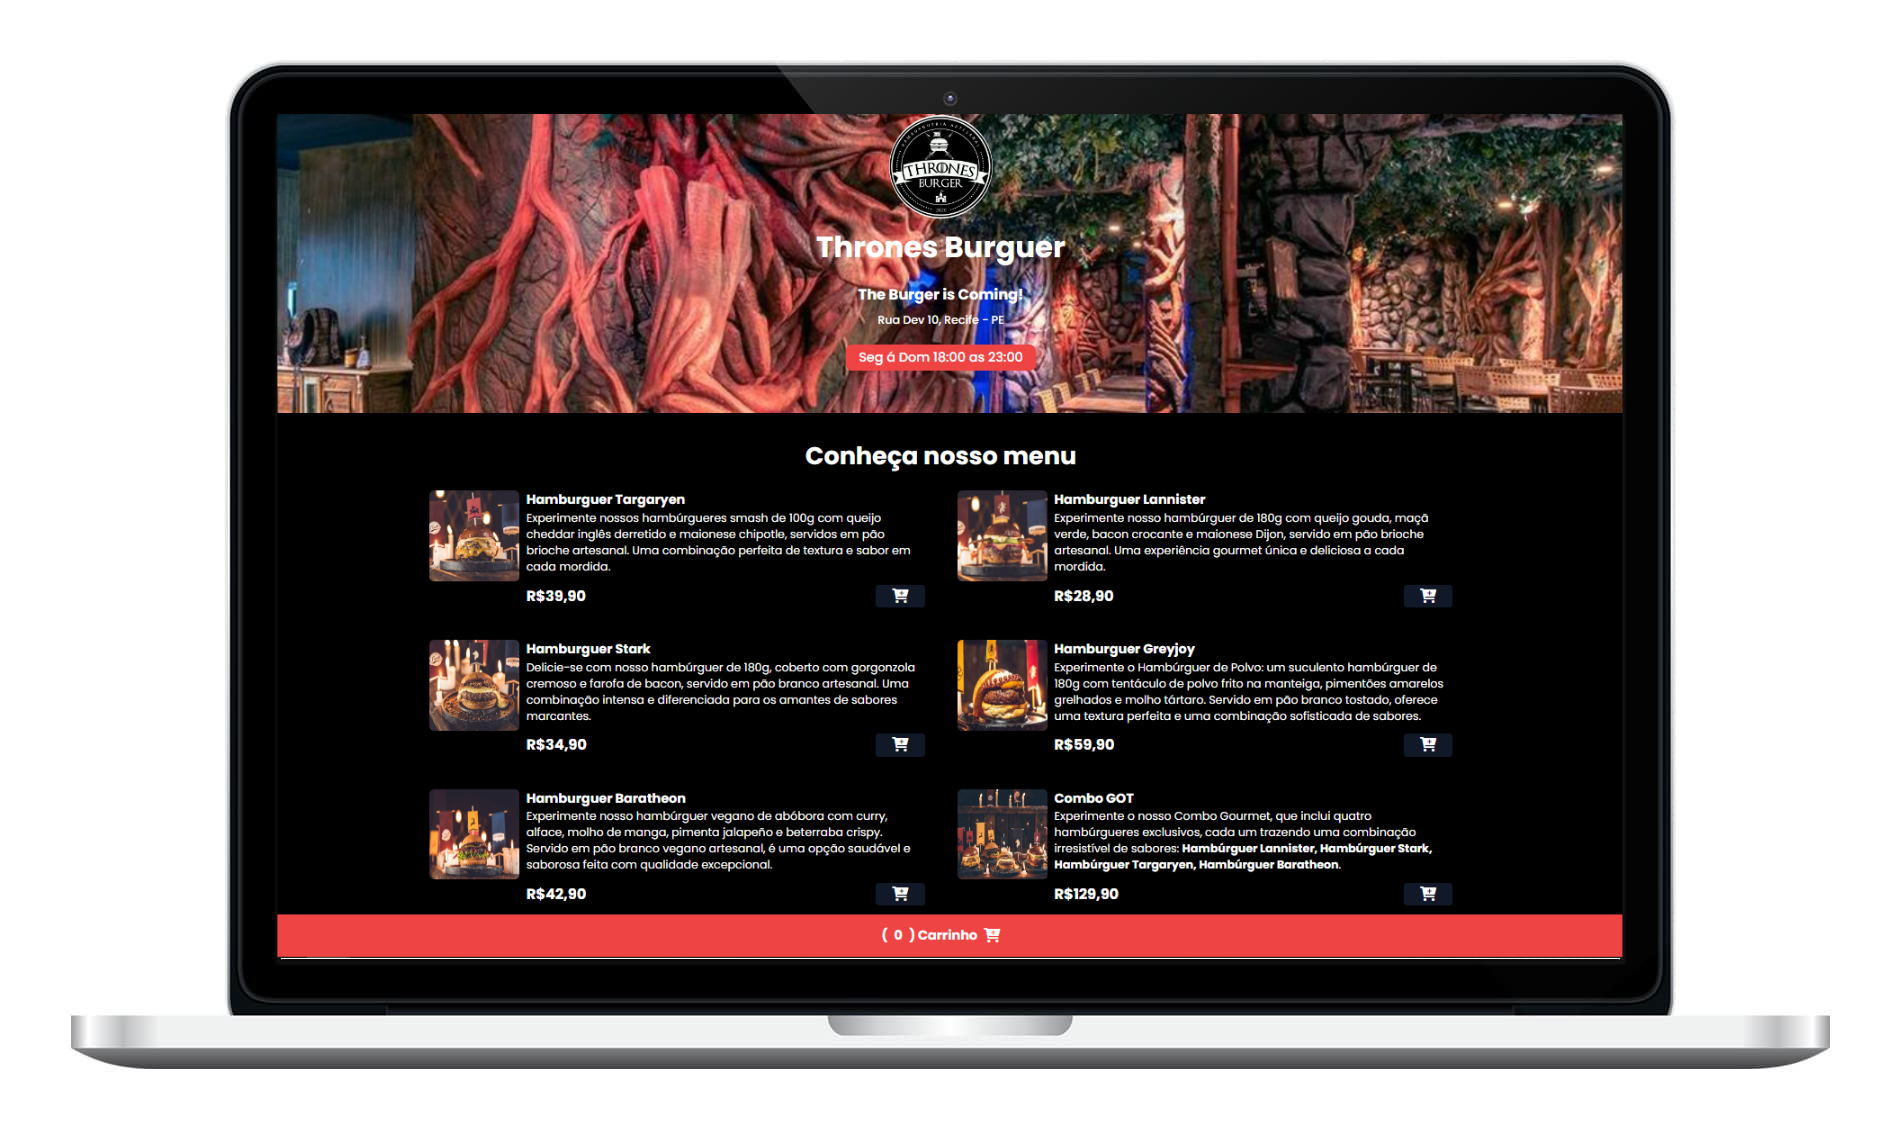 HAMBURGUERIA ARTESANAL
THRONES
BURGER
2020
Thrones Burguer
The Burger is Coming!
Rua Dev 10, Recife - PE
Seg á Dom 18:00 as 23:00
Conheça nosso menu
Hamburguer Targaryen
Experimente nossos hambúrgueres smash de 100g com queijo
cheddar inglês derretido e maionese chipotle, servidos em pão
brioche artesanal. Uma combinação perfeita de textura e sabor em
cada mordida.
R$39,90
Hamburguer Lannister
Experimente nosso hambúrguer de 180g com queijo gouda, maçã
verde, bacon crocante e maionese Dijon, servido em pão brioche
artesanal. Uma experiência gourmet única e deliciosa a cada
mordida.
R$28,90
Hamburguer Stark
Delicie-se com nosso hambúrguer de 180g, coberto com gorgonzola
cremoso e farofa de bacon, servido em pão branco artesanal. Uma
combinação intensa e diferenciada para os amantes de sabores
marcantes.
R$34,90
Hamburguer Greyjoy
Experimente o Hambúrguer de Polvo: um suculento hambúrguer de
180g com tentáculo de polvo frito na manteiga, pimentões amarelos
grelhados e molho tártaro. Servido em pão branco tostado, oferece
uma textura perfeita e uma combinação sofisticada de sabores.
R$59,90
Hamburguer Baratheon
Experimente nosso hambúrguer vegano de abóbora com curry,
alface, molho de manga, pimenta jalapeño e beterraba crispy.
Servido em pão branco vegano artesanal, é uma opção saudável e
saborosa feita com qualidade excepcional.
R$42,90
Combo GOT
Experimente o nosso Combo Gourmet, que inclui quatro
hambúrgueres exclusivos, cada um trazendo uma combinação
irresistível de sabores: Hambúrguer Lannister, Hambúrguer Stark,
Hambúrguer Targaryen, Hambúrguer Baratheon.
R$129,90
( 0 ) Carrinho